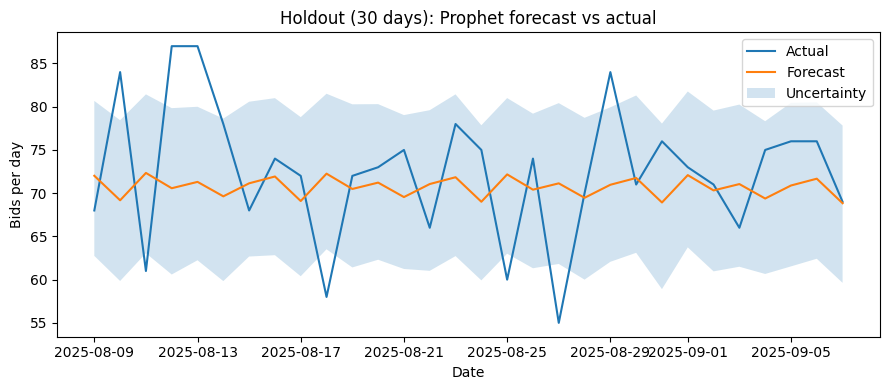 Holdout (30 days): Prophet forecast vs actual
Actual
Forecast
Uncertainty
Bids per day
85
80
75
70
65
60
55
2025-08-09 2025-08-13 2025-08-17 2025-08-21 2025-08-25 2025-08-29 2025-09-01 2025-09-05
Date